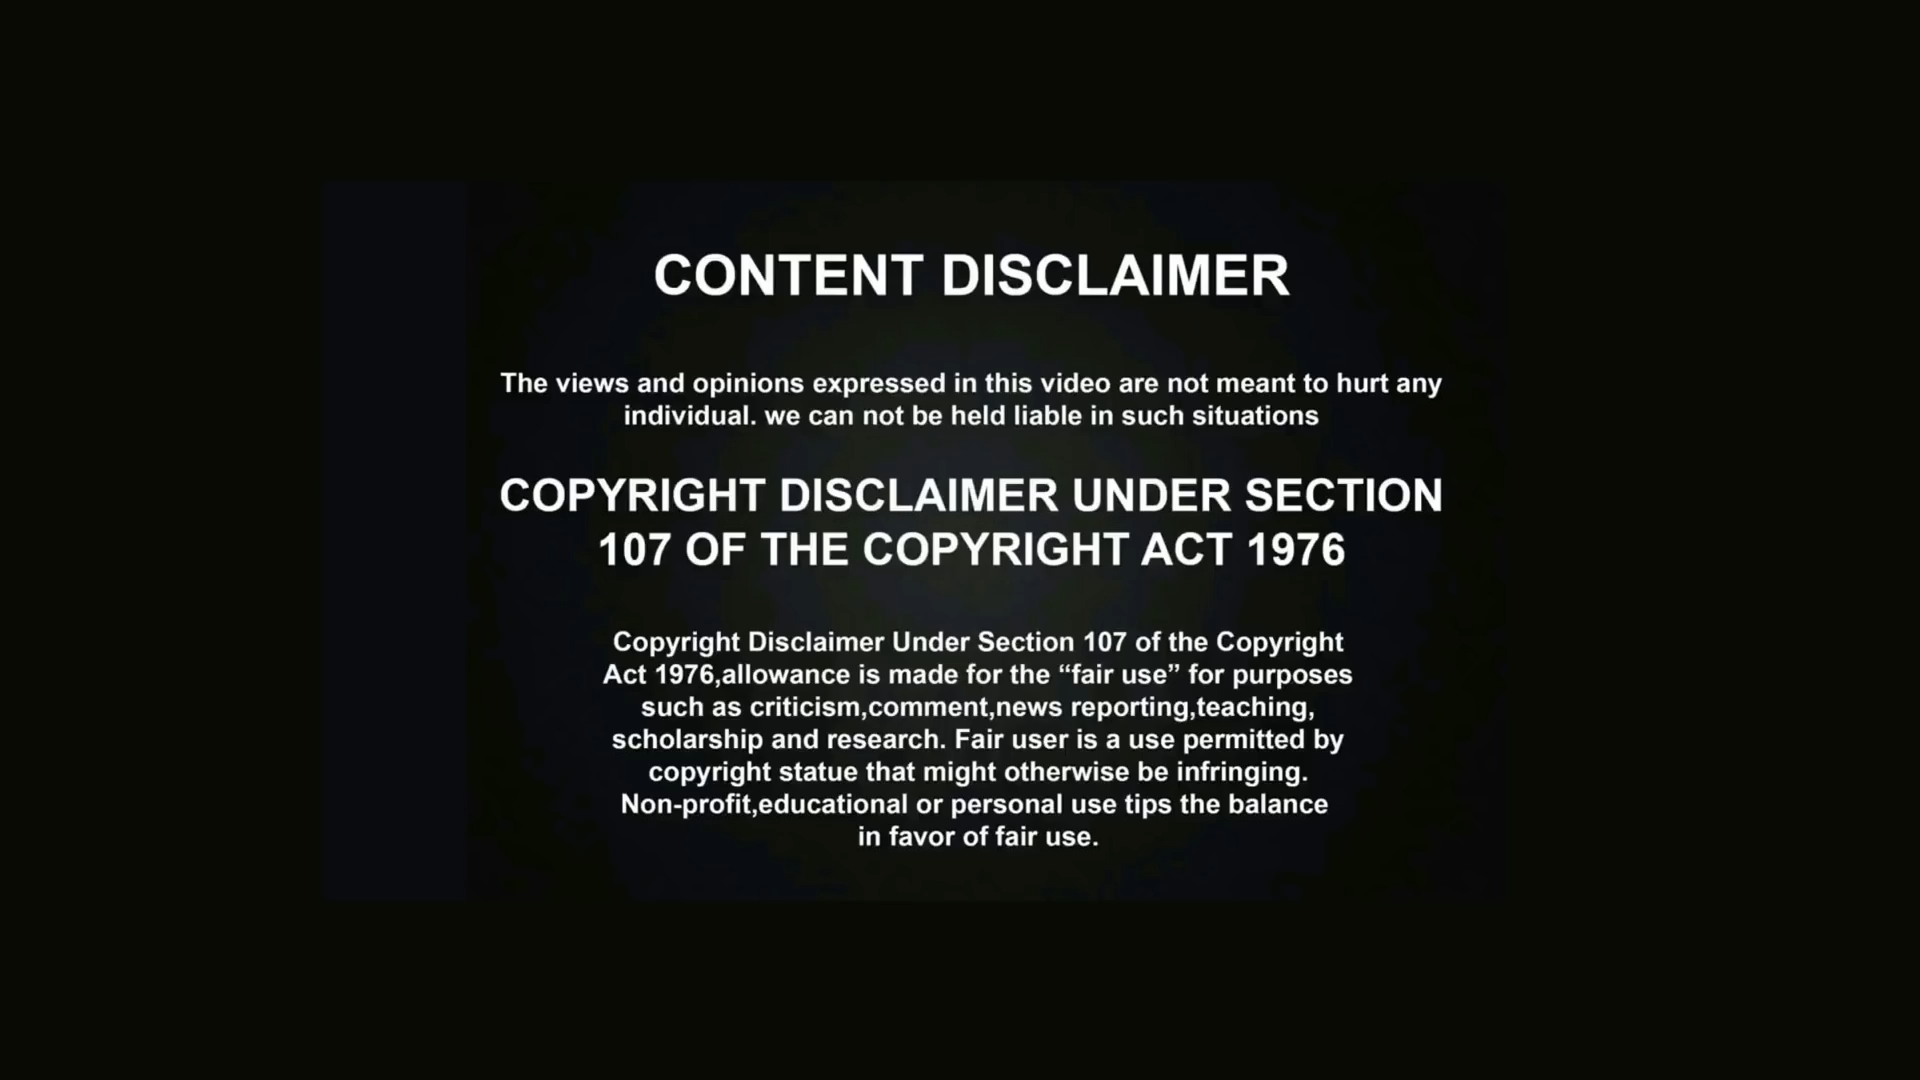 CONTENT DISCLAIMER
The views and opinions expressed in this video are not meant to hurt any
individual. we can not be held liable in such situations
COPYRIGHT DISCLAIMER UNDER SECTION
107 OF THE COPYRIGHT ACT 1976
Copyright Disclaimer Under Section 107 of the Copyright
Act 1976,allowance is made for the “fair use” for purposes
such as criticism,comment,news reporting,teaching,
scholarship and research. Fair user is a use permitted by
copyright statue that might otherwise be infringing.
Non-profit,educational or personal use tips the balance
in favor of fair use.